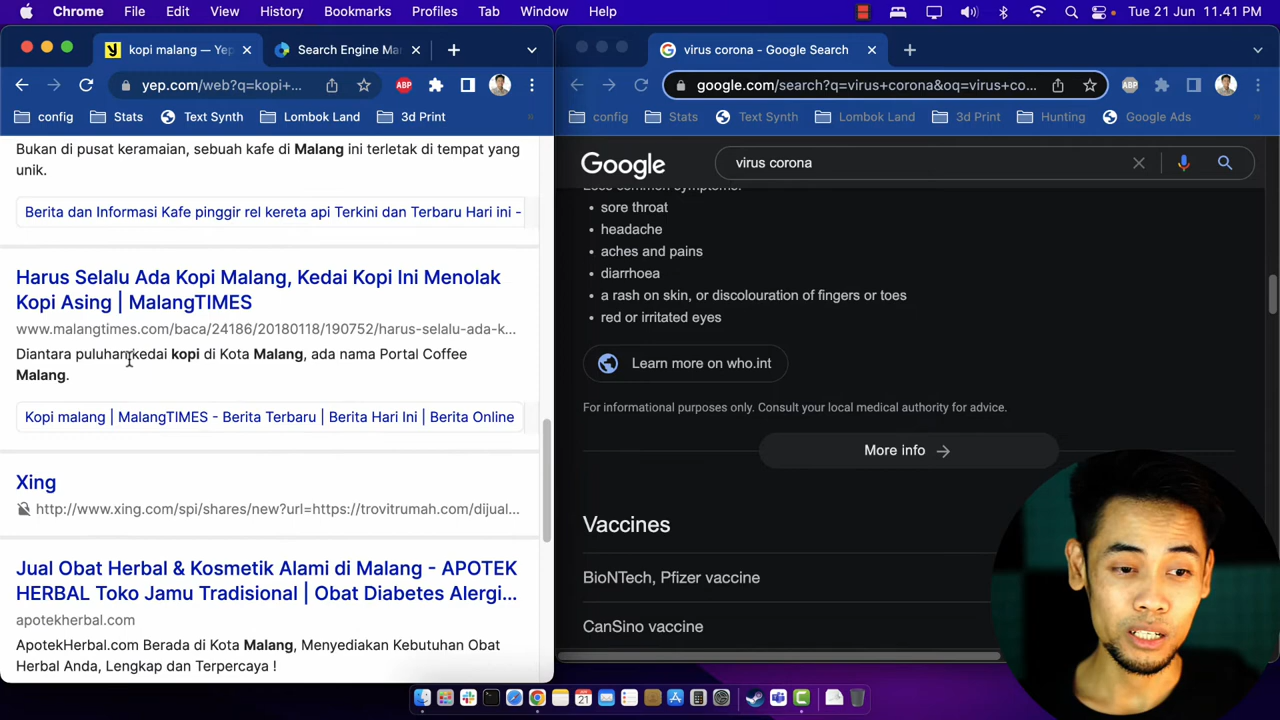 Chrome File Edit View History Bookmarks Profiles Tab Window Help Tue 21 Jun 11.41 PM
kopi malang — Yep
Search Engine Mar
yep.com/web?q=kopi+...
ABP
config Stats Text Synth Lombok Land 3d Print »
Bukan di pusat keramaian, sebuah kafe di Malang ini terletak di tempat yang
unik.
Berita dan Informasi Kafe pinggir rel kereta api Terkini dan Terbaru Hari ini -
Harus Selalu Ada Kopi Malang, Kedai Kopi Ini Menolak
Kopi Asing | MalangTIMES
www.malangtimes.com/baca/24186/20180118/190752/harus-selalu-ada-k...
Diantara puluhan kedai kopi di Kota Malang, ada nama Portal Coffee
Malang.
Kopi malang | MalangTIMES - Berita Terbaru | Berita Hari Ini | Berita Online
Xing
http://www.xing.com/spi/shares/new?url=https://trovitrumah.com/dijual...
Jual Obat Herbal & Kosmetik Alami di Malang - APOTEK
HERBAL Toko Jamu Tradisional | Obat Diabetes Alergi...
apotekherbal.com
ApotekHerbal.com Berada di Kota Malang, Menyediakan Kebutuhan Obat
Herbal Anda, Lengkap dan Terpercaya !
virus corona - Google Search
google.com/search?q=virus+corona&oq=virus+co...
ABP
config Stats Text Synth Lombok Land 3d Print Hunting Google Ads »
Google
virus corona
Less common symptoms:
• sore throat
• headache
• aches and pains
• diarrhoea
• a rash on skin, or discolouration of fingers or toes
• red or irritated eyes
Learn more on who.int
For informational purposes only. Consult your local medical authority for advice.
More info →
Vaccines
BioNTech, Pfizer vaccine
CanSino vaccine